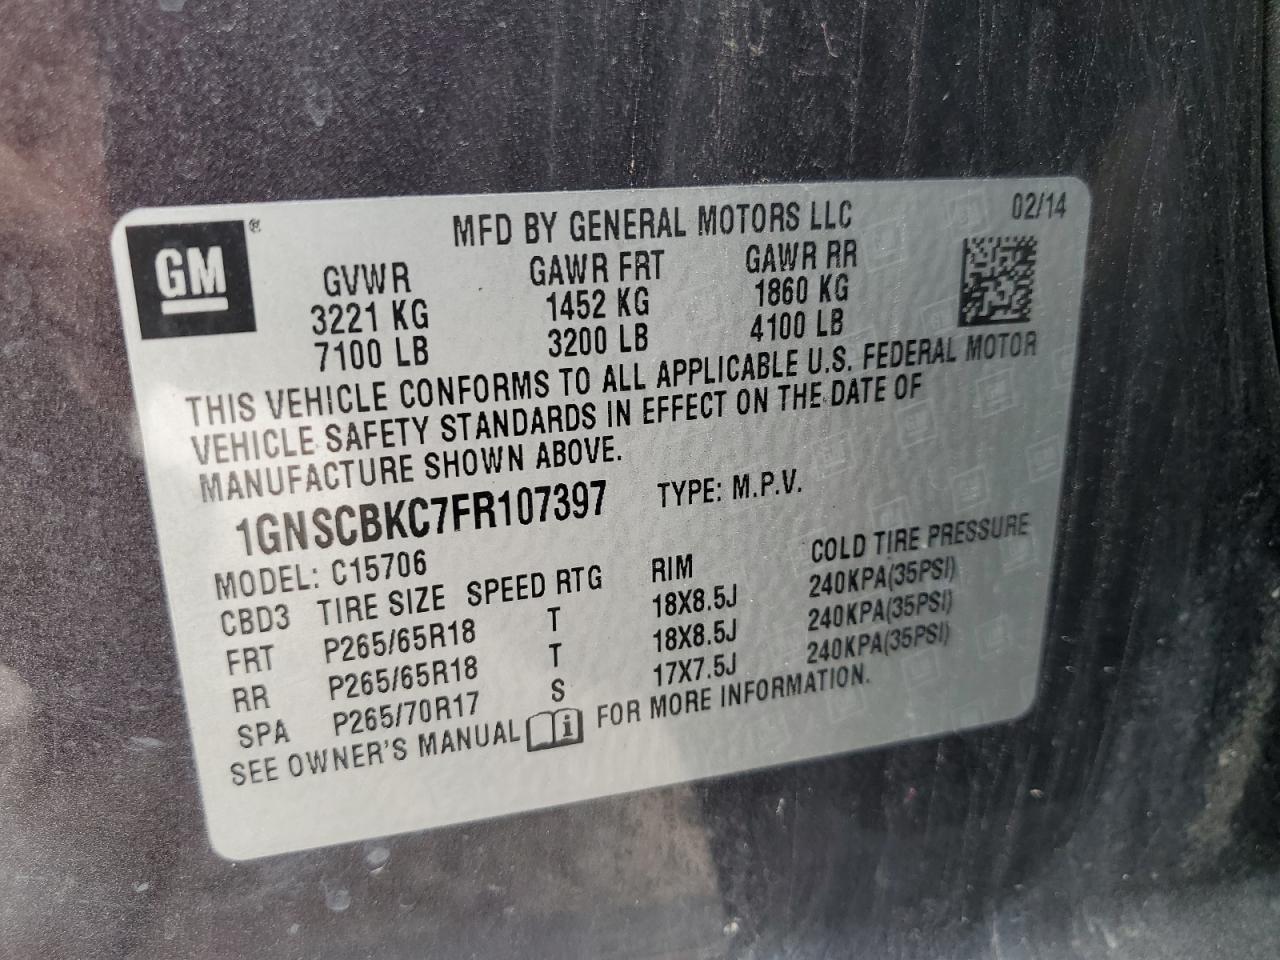 GM®
MFD BY GENERAL MOTORS LLC 02/14
GVWR GAWR FRT GAWR RR
3221 KG 1452 KG 1860 KG
7100 LB 3200 LB 4100 LB
THIS VEHICLE CONFORMS TO ALL APPLICABLE U.S. FEDERAL MOTOR
VEHICLE SAFETY STANDARDS IN EFFECT ON THE DATE OF
MANUFACTURE SHOWN ABOVE.
1GNSCBKC7FR107397 TYPE: M.P.V.
MODEL: C15706
CBD3 TIRE SIZE SPEED RTG RIM COLD TIRE PRESSURE
FRT P265/65R18 T 18X8.5J 240KPA(35PSI)
RR P265/65R18 T 18X8.5J 240KPA(35PSI)
SPA P265/70R17 S 17X7.5J 240KPA(35PSI)
SEE OWNER'S MANUAL i FOR MORE INFORMATION.